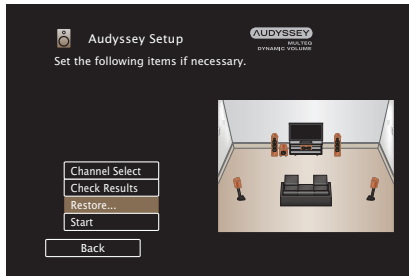 Audyssey Setup
AUDYSSEY
MULTEQ
DYNAMIC VOLUME
Set the following items if necessary.
Channel Select
Check Results
Restore...
Start
Back